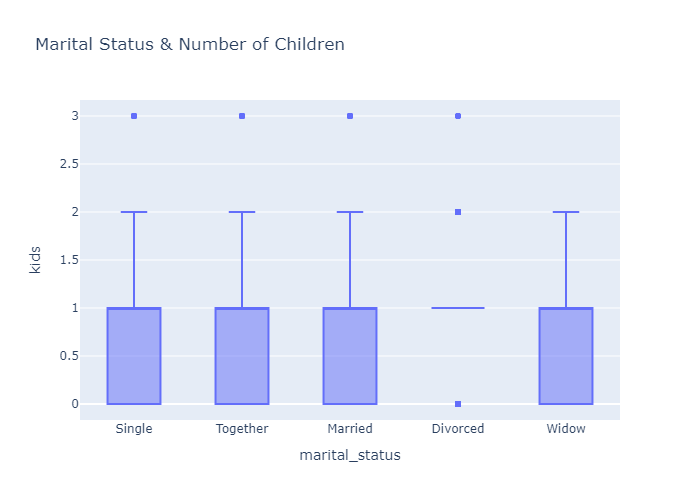 Marital Status & Number of Children
3
2.5
2
1.5
1
0.5
0
kids
Single Together Married Divorced Widow
marital_status